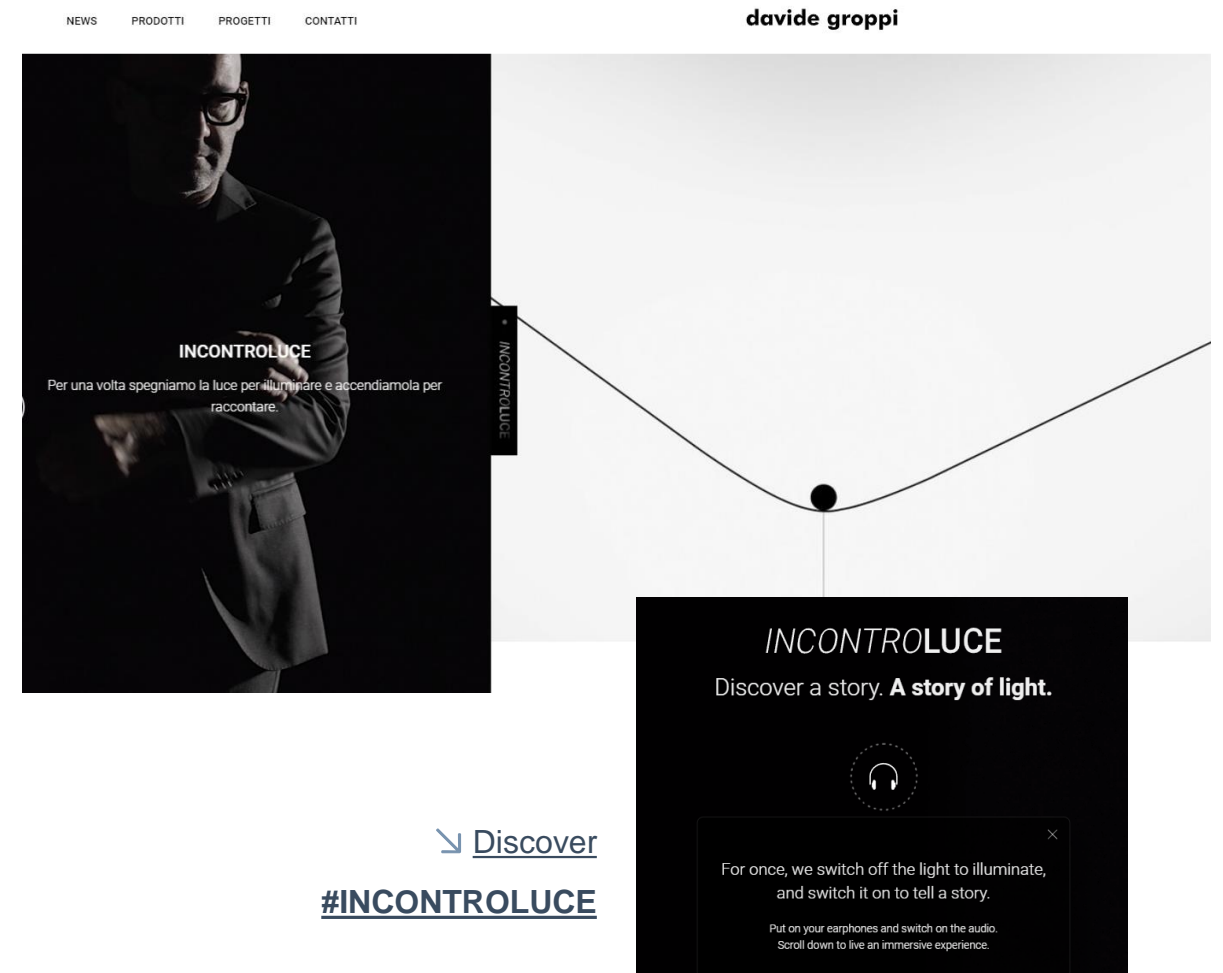 NEWS PRODOTTI PROGETTI CONTATTI
davide groppi
INCONTROLUCE
Per una volta spegniamo la luce per illuminare e accendiamola per
raccontare.
INCONTROLUCE
INCONTROLUCE
Discover a story. A story of light.
For once, we switch off the light to illuminate,
and switch it on to tell a story.
Put on your earphones and switch on the audio.
Scroll down to live an immersive experience.
Discover
#INCONTROLUCE